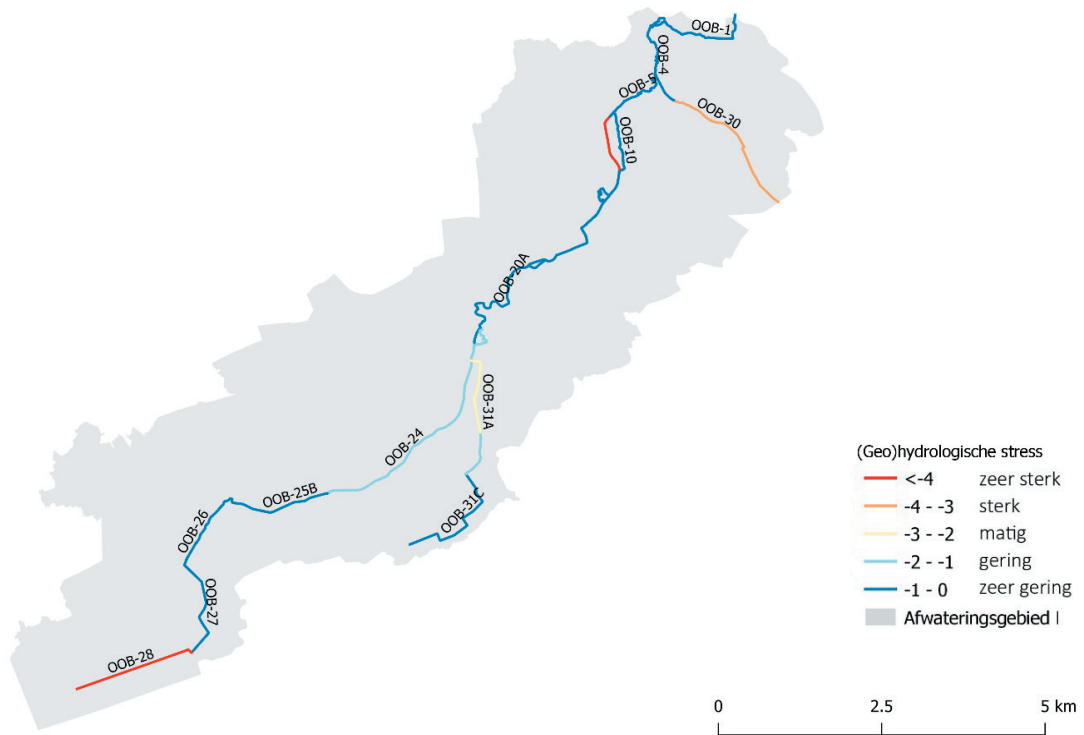 OOB-1
OOB-4
OOB-5
OOB-30
OOB-10
OOB-20A
OOB-31A
OOB-24
OOB-25B
OOB-31C
OOB-26
OOB-27
OOB-28
(Geo)hydrologische stress
<-4 zeer sterk
-4 - -3 sterk
-3 - -2 matig
-2 - -1 gering
-1 - 0 zeer gering
Afwateringsgebied |
0 2.5 5 km